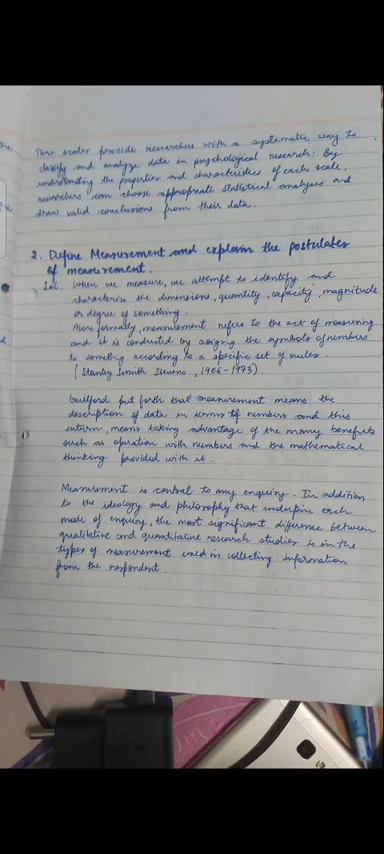 These scales provide researchers with a systematic way to
classify and analyze data in psychological research. By
understanding the properties and characteristics of each scale,
researchers can choose appropriate statistical analyses and
draw valid conclusions from their data.
2. Define Measurement and explain the postulates
of measurement.
Sol. When we measure, we attempt to identify and
characterize the dimensions, quantity, capacity, magnitude
or degree of something.
More formally, measurement refers to the act of measuring
and it is conducted by assigning the symbols of numbers
to something according to a specific set of rules.
(Stanley Smith Stevens, 1906-1973)
Guilford put forth that measurement means the
description of data in terms of numbers and this
inturn, means taking advantage of the many benefits
such as operation with numbers and the mathematical
thinking provided with it.
Measurement is central to any enquiry. In addition
to the ideology and philosophy that underpin each
mode of enquiry, the most significant difference between
qualitative and quantitative research studies is in the
types of measurement used in collecting information
from the respondent.